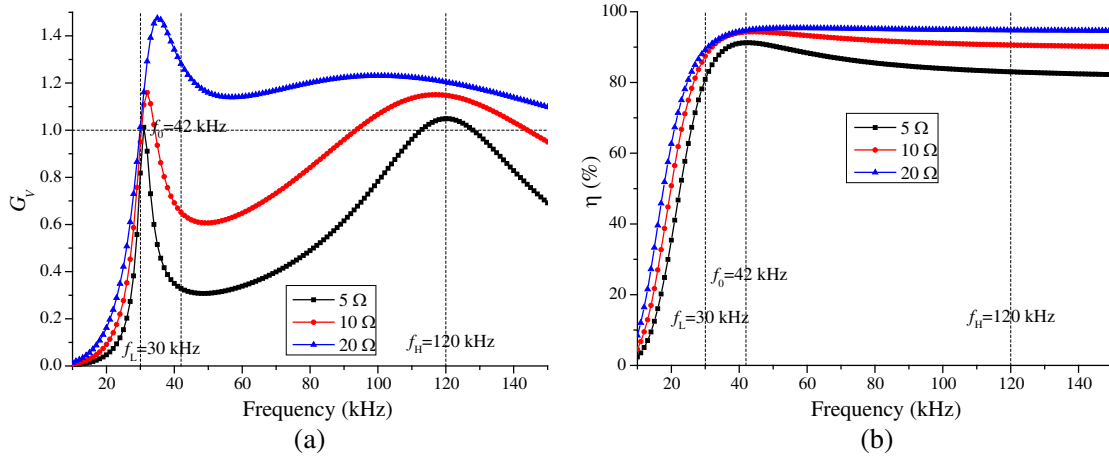 1.4
1.2
1.0
0.8
0.6
0.4
0.2
0.0
G_V
f_0=42 kHz
5 Ω
10 Ω
20 Ω
f_L=30 kHz
f_H=120 kHz
20 40 60 80 100 120 140
Frequency (kHz)
(a)
100
80
60
40
20
0
η (%)
5 Ω
10 Ω
20 Ω
f_0=42 kHz
f_L=30 kHz
f_H=120 kHz
20 40 60 80 100 120 140
Frequency (kHz)
(b)